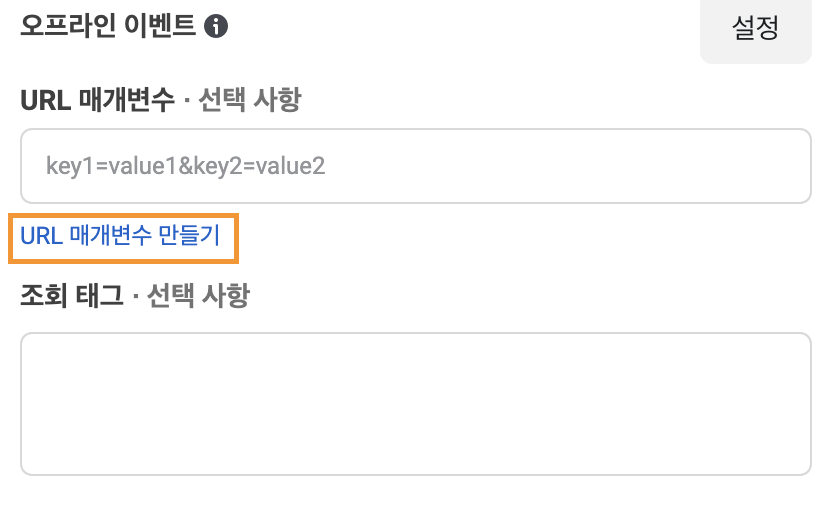 오프라인 이벤트
설정
URL 매개변수 · 선택 사항
key1=value1&key2=value2
URL 매개변수 만들기
조회 태그 · 선택 사항